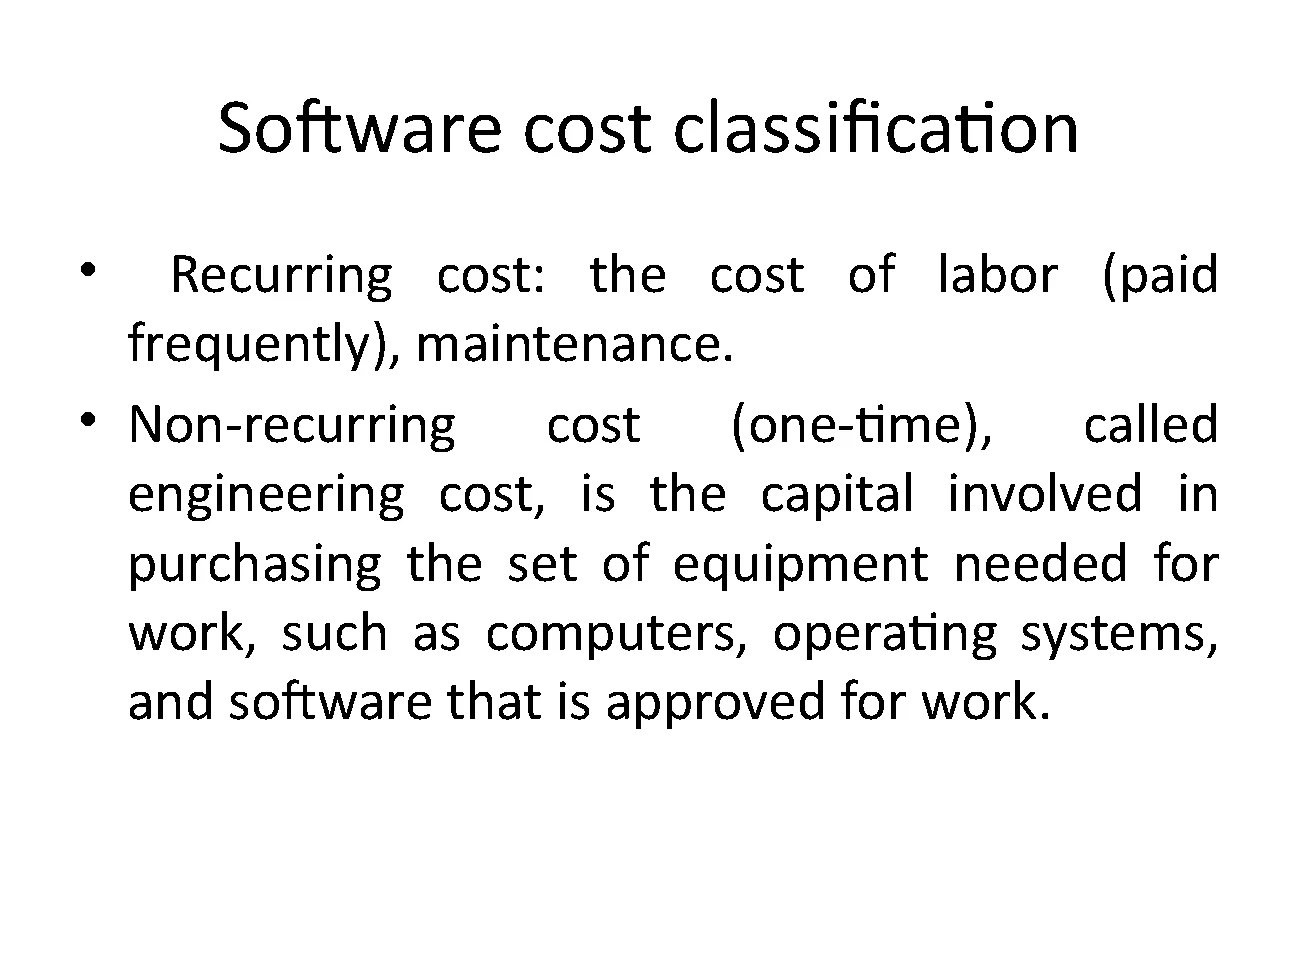 Software cost classification
• Recurring cost: the cost of labor (paid
frequently), maintenance.
• Non-recurring cost (one-time), called
engineering cost, is the capital involved in
purchasing the set of equipment needed for
work, such as computers, operating systems,
and software that is approved for work.